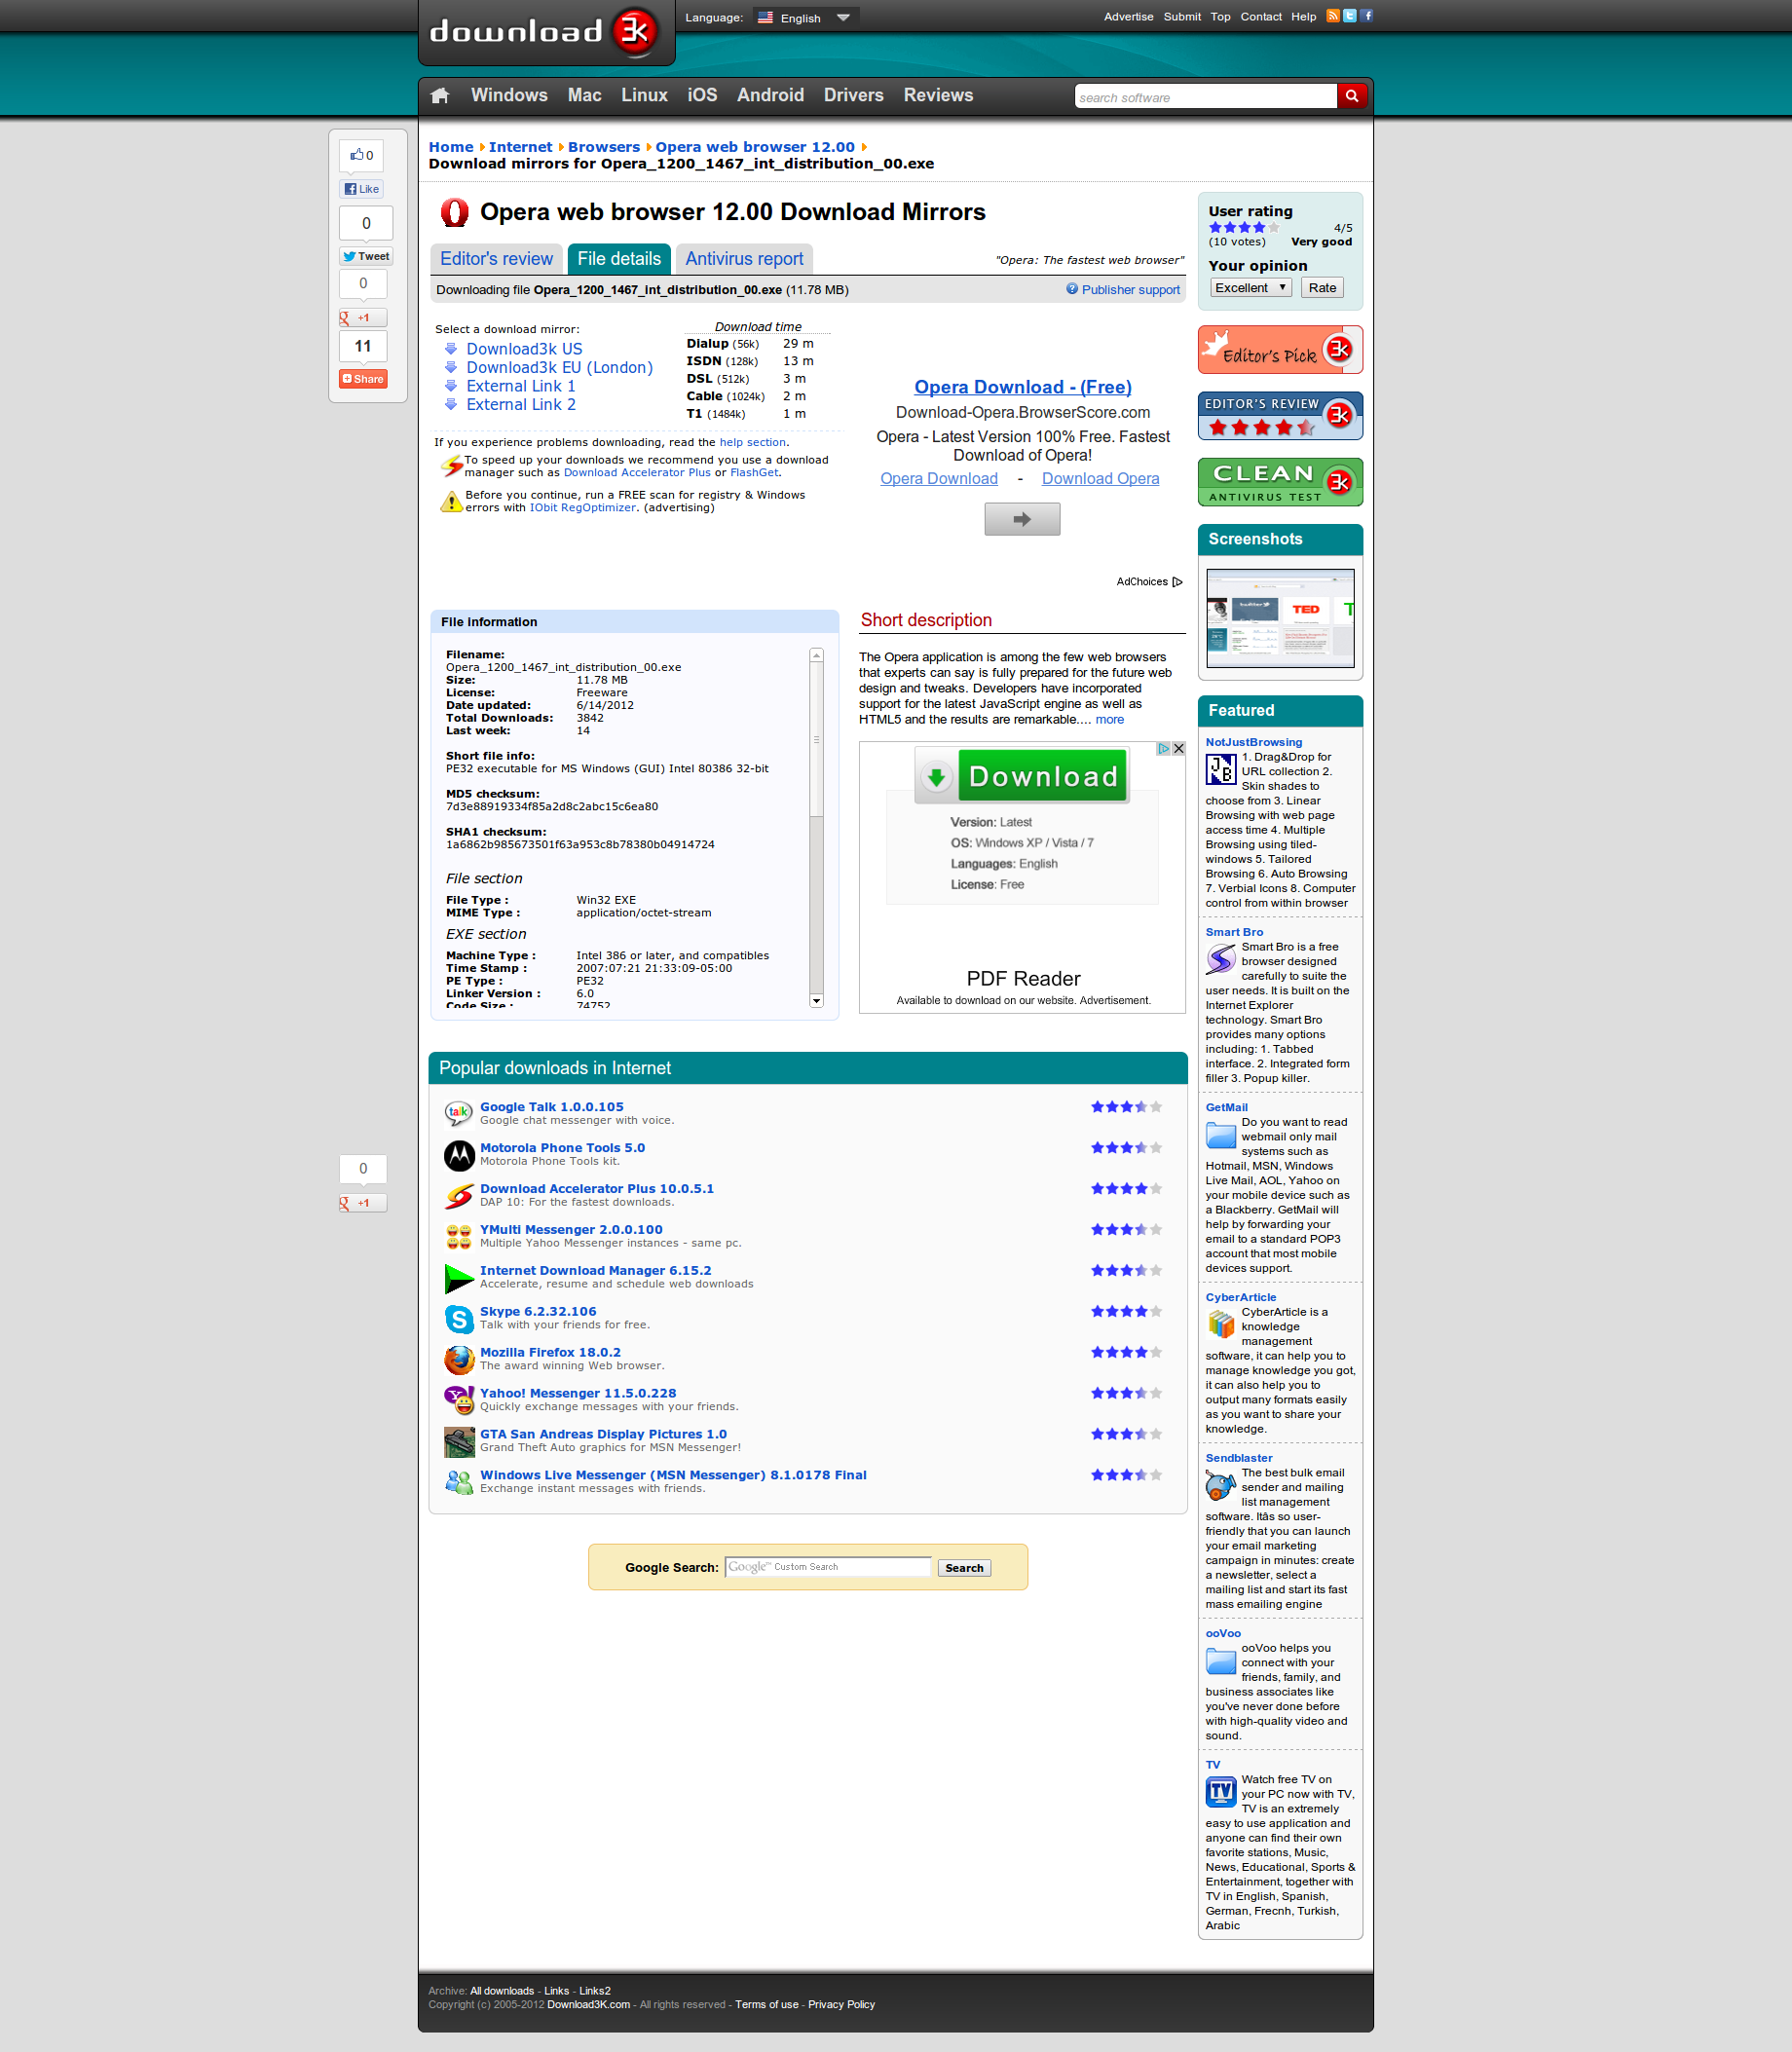 download 3k
Language: English
Advertise Submit Top Contact Help
Windows Mac Linux iOS Android Drivers Reviews
search software
0
Like
0
Tweet
0
+1
11
Share
Home Internet Browsers Opera web browser 12.00
Download mirrors for Opera_1200_1467_int_distribution_00.exe
Opera web browser 12.00 Download Mirrors
Editor's review File details Antivirus report
"Opera: The fastest web browser"
Downloading file Opera_1200_1467_int_distribution_00.exe (11.78 MB)
Publisher support
Select a download mirror:
Download3k US
Download3k EU (London)
External Link 1
External Link 2
Download time
Dialup (56k) 29 m
ISDN (128k) 13 m
DSL (512k) 3 m
Cable (1024k) 2 m
T1 (1484k) 1 m
If you experience problems downloading, read the help section.
To speed up your downloads we recommend you use a download
manager such as Download Accelerator Plus or FlashGet.
Before you continue, run a FREE scan for registry & Windows
errors with IObit RegOptimizer. (advertising)
Opera Download - (Free)
Download-Opera.BrowserScore.com
Opera - Latest Version 100% Free. Fastest
Download of Opera!
Opera Download - Download Opera
AdChoices
File information
Filename:
Opera_1200_1467_int_distribution_00.exe
Size: 11.78 MB
License: Freeware
Date updated: 6/14/2012
Total Downloads: 3842
Last week: 14
Short file info:
PE32 executable for MS Windows (GUI) Intel 80386 32-bit
MD5 checksum:
7d3e88919334f85a2d8c2abc15c6ea80
SHA1 checksum:
1a6862b985673501f63a953c8b78380b04914724
File section
File Type : Win32 EXE
MIME Type : application/octet-stream
EXE section
Machine Type : Intel 386 or later, and compatibles
Time Stamp : 2007:07:21 21:33:09-05:00
PE Type : PE32
Linker Version : 6.0
Code Size : 74752
Short description
The Opera application is among the few web browsers
that experts can say is fully prepared for the future web
design and tweaks. Developers have incorporated
support for the latest JavaScript engine as well as
HTML5 and the results are remarkable.... more
Download
Version: Latest
OS: Windows XP / Vista / 7
Languages: English
License: Free
PDF Reader
Available to download on our website. Advertisement.
Popular downloads in Internet
talk
Google Talk 1.0.0.105
Google chat messenger with voice.
Motorola Phone Tools 5.0
Motorola Phone Tools kit.
Download Accelerator Plus 10.0.5.1
DAP 10: For the fastest downloads.
YMulti Messenger 2.0.0.100
Multiple Yahoo Messenger instances - same pc.
Internet Download Manager 6.15.2
Accelerate, resume and schedule web downloads
Skype 6.2.32.106
Talk with your friends for free.
Mozilla Firefox 18.0.2
The award winning Web browser.
Yahoo! Messenger 11.5.0.228
Quickly exchange messages with your friends.
GTA San Andreas Display Pictures 1.0
Grand Theft Auto graphics for MSN Messenger!
Windows Live Messenger (MSN Messenger) 8.1.0178 Final
Exchange instant messages with friends.
0
+1
Google Search: Google™ Custom Search Search
User rating
4/5
(10 votes) Very good
Your opinion
Excellent Rate
Editor's Pick 3k
EDITOR'S REVIEW 3k
CLEAN 3k
ANTIVIRUS TEST
Screenshots
twitter
TED
Featured
NotJustBrowsing
1. Drag&Drop for
URL collection 2.
Skin shades to
choose from 3. Linear
Browsing with web page
access time 4. Multiple
Browsing using tiled-
windows 5. Tailored
Browsing 6. Auto Browsing
7. Verbial Icons 8. Computer
control from within browser
Smart Bro
Smart Bro is a free
browser designed
carefully to suite the
user needs. It is built on the
Internet Explorer
technology. Smart Bro
provides many options
including: 1. Tabbed
interface. 2. Integrated form
filler 3. Popup killer.
GetMail
Do you want to read
webmail only mail
systems such as
Hotmail, MSN, Windows
Live Mail, AOL, Yahoo on
your mobile device such as
a Blackberry. GetMail will
help by forwarding your
email to a standard POP3
account that most mobile
devices support.
CyberArticle
CyberArticle is a
knowledge
management
software, it can help you to
manage knowledge you got,
it can also help you to
output many formats easily
as you want to share your
knowledge.
Sendblaster
The best bulk email
sender and mailing
list management
software. Itâs so user-
friendly that you can launch
your email marketing
campaign in minutes: create
a newsletter, select a
mailing list and start its fast
mass emailing engine
ooVoo
ooVoo helps you
connect with your
friends, family, and
business associates like
you've never done before
with high-quality video and
sound.
TV
TV
Watch free TV on
your PC now with TV,
TV is an extremely
easy to use application and
anyone can find their own
favorite stations, Music,
News, Educational, Sports &
Entertainment, together with
TV in English, Spanish,
German, Frecnh, Turkish,
Arabic
Archive: All downloads - Links - Links2
Copyright (c) 2005-2012 Download3K.com - All rights reserved - Terms of use - Privacy Policy